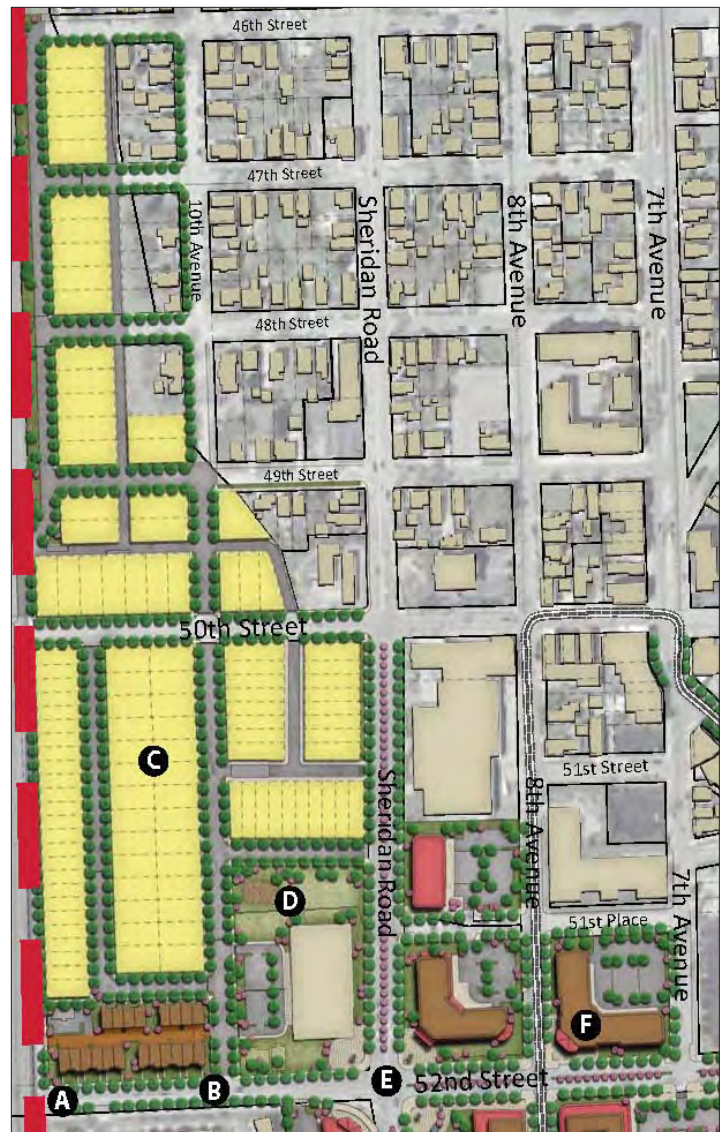 46th Street
47th Street
10th Avenue
Sheridan Road
8th Avenue
7th Avenue
48th Street
49th Street
50th Street
C
51st Street
Sheridan Road
8th Avenue
D
51st Place
7th Avenue
F
A
B
E
52nd Street